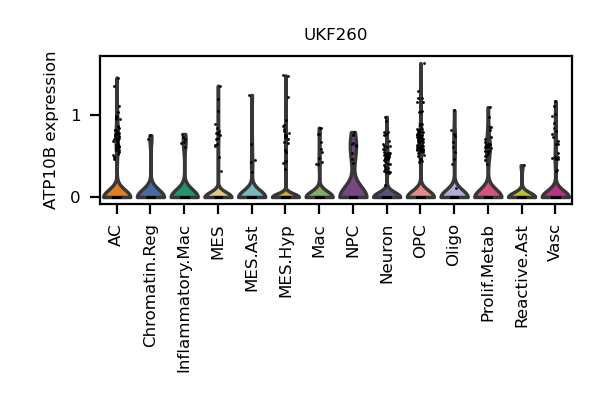 UKF260
ATP10B expression
1
0
AC
Chromatin.Reg
Inflammatory.Mac
MES
MES.Ast
MES.Hyp
Mac
NPC
Neuron
OPC
Oligo
Prolif.Metab
Reactive.Ast
Vasc